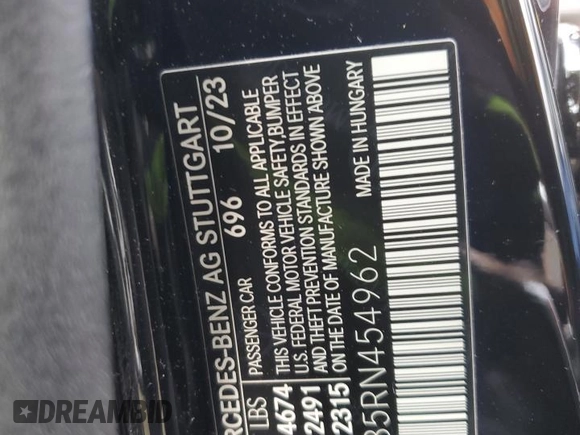 RCEDES-BENZ AG STUTTGART
696 10/23
LBS PASSENGER CAR
4674 THIS VEHICLE CONFORMS TO ALL APPLICABLE
2491 U.S. FEDERAL MOTOR VEHICLE SAFETY,BUMPER
2315 AND THEFT PREVENTION STANDARDS IN EFFECT
ON THE DATE OF MANUFACTURE SHOWN ABOVE
MADE IN HUNGARY
B5RN454962
DREAMBID